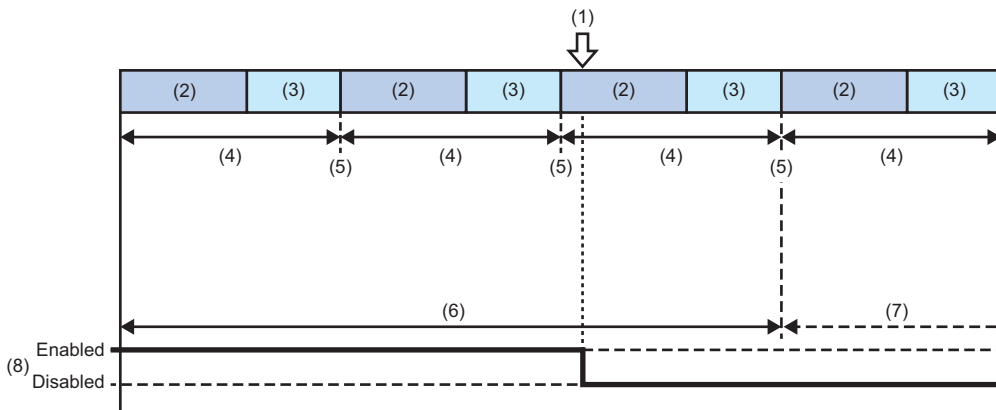 (1)
(2) (3) (2) (3) (2) (3) (2) (3)
(4) (5) (4) (5) (4) (5) (4)
(6) (7)
Enabled
(8)
Disabled